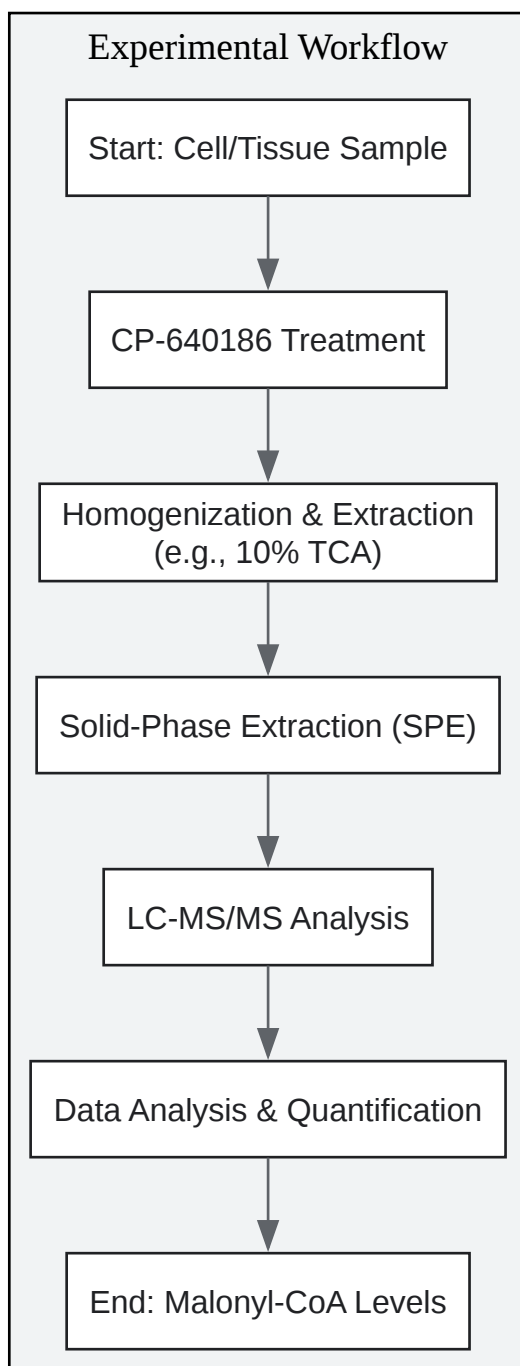 Experimental Workflow
Start: Cell/Tissue Sample
CP-640186 Treatment
Homogenization & Extraction
(e.g., 10% TCA)
Solid-Phase Extraction (SPE)
LC-MS/MS Analysis
Data Analysis & Quantification
End: Malonyl-CoA Levels